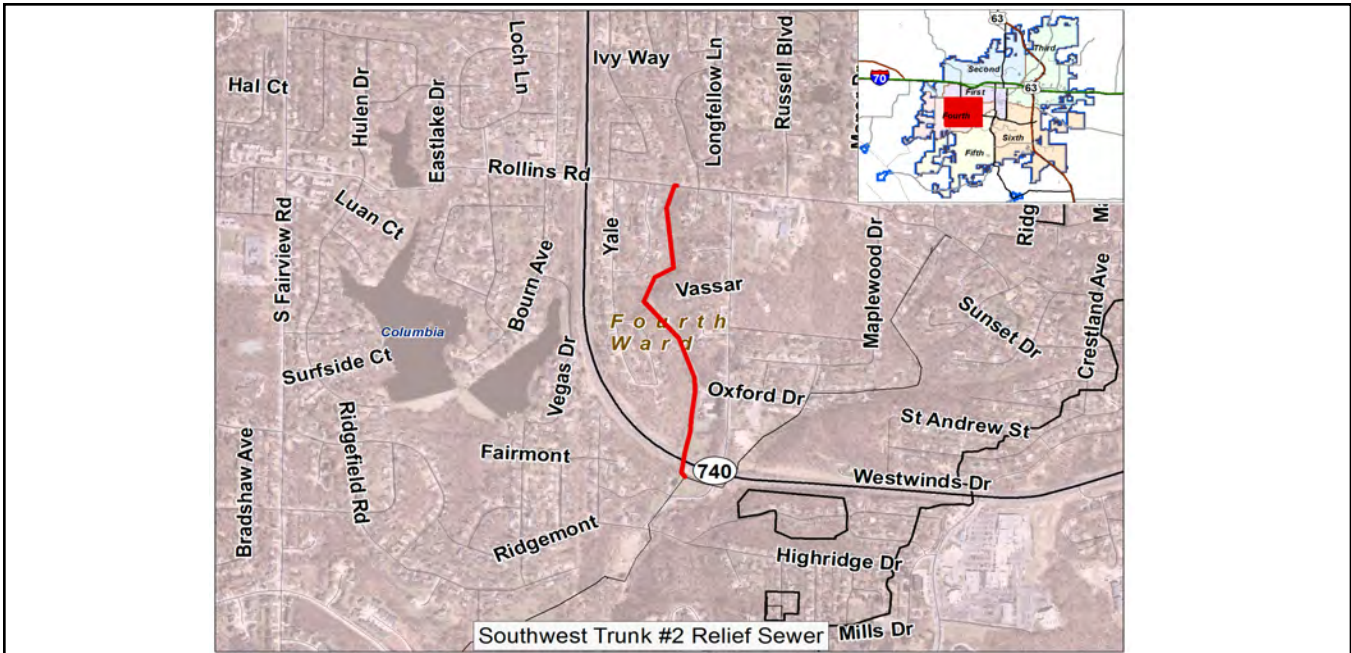 Hal Ct
Hulen Dr
Eastlake Dr
Loch Ln
Ivy Way
Longfellow Ln
Russell Blvd
Rollins Rd
S Fairview Rd
Luan Ct
Columbia
Surfside Ct
Bourn Ave
Vegas Dr
Yale
Vassar
Fourth
Ward
Oxford Dr
Maplewood Dr
Sunset Dr
Crestland Ave
St Andrew St
Fairmont
740
Westwinds Dr
Bradshaw Ave
Ridgefield Rd
Ridgemont
Highridge Dr
Mills Dr
Southwest Trunk #2 Relief Sewer
63
Third
Second
70
First
63
Fourth
Sixth
Fifth
Ridg
Mi